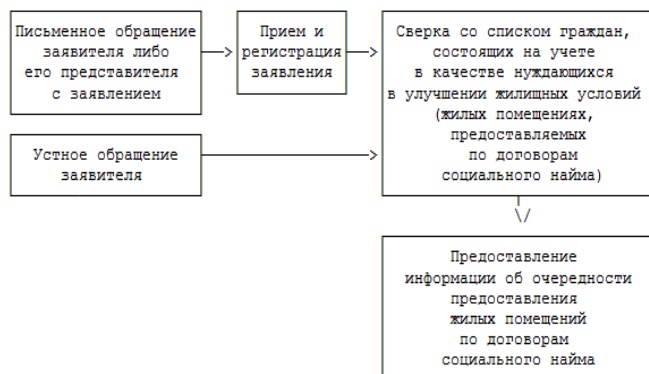 Письменное обращение
заявителя либо
его представителя
с заявлением
Прием и
регистрация
заявления
Сверка со списком граждан,
состоящих на учете
в качестве нуждающихся
в улучшении жилищных условий
(жилых помещениях,
предоставляемых
по договорам
социального найма)
Устное обращение
заявителя
Предоставление
информации об очередности
предоставления
жилых помещений
по договорам
социального найма